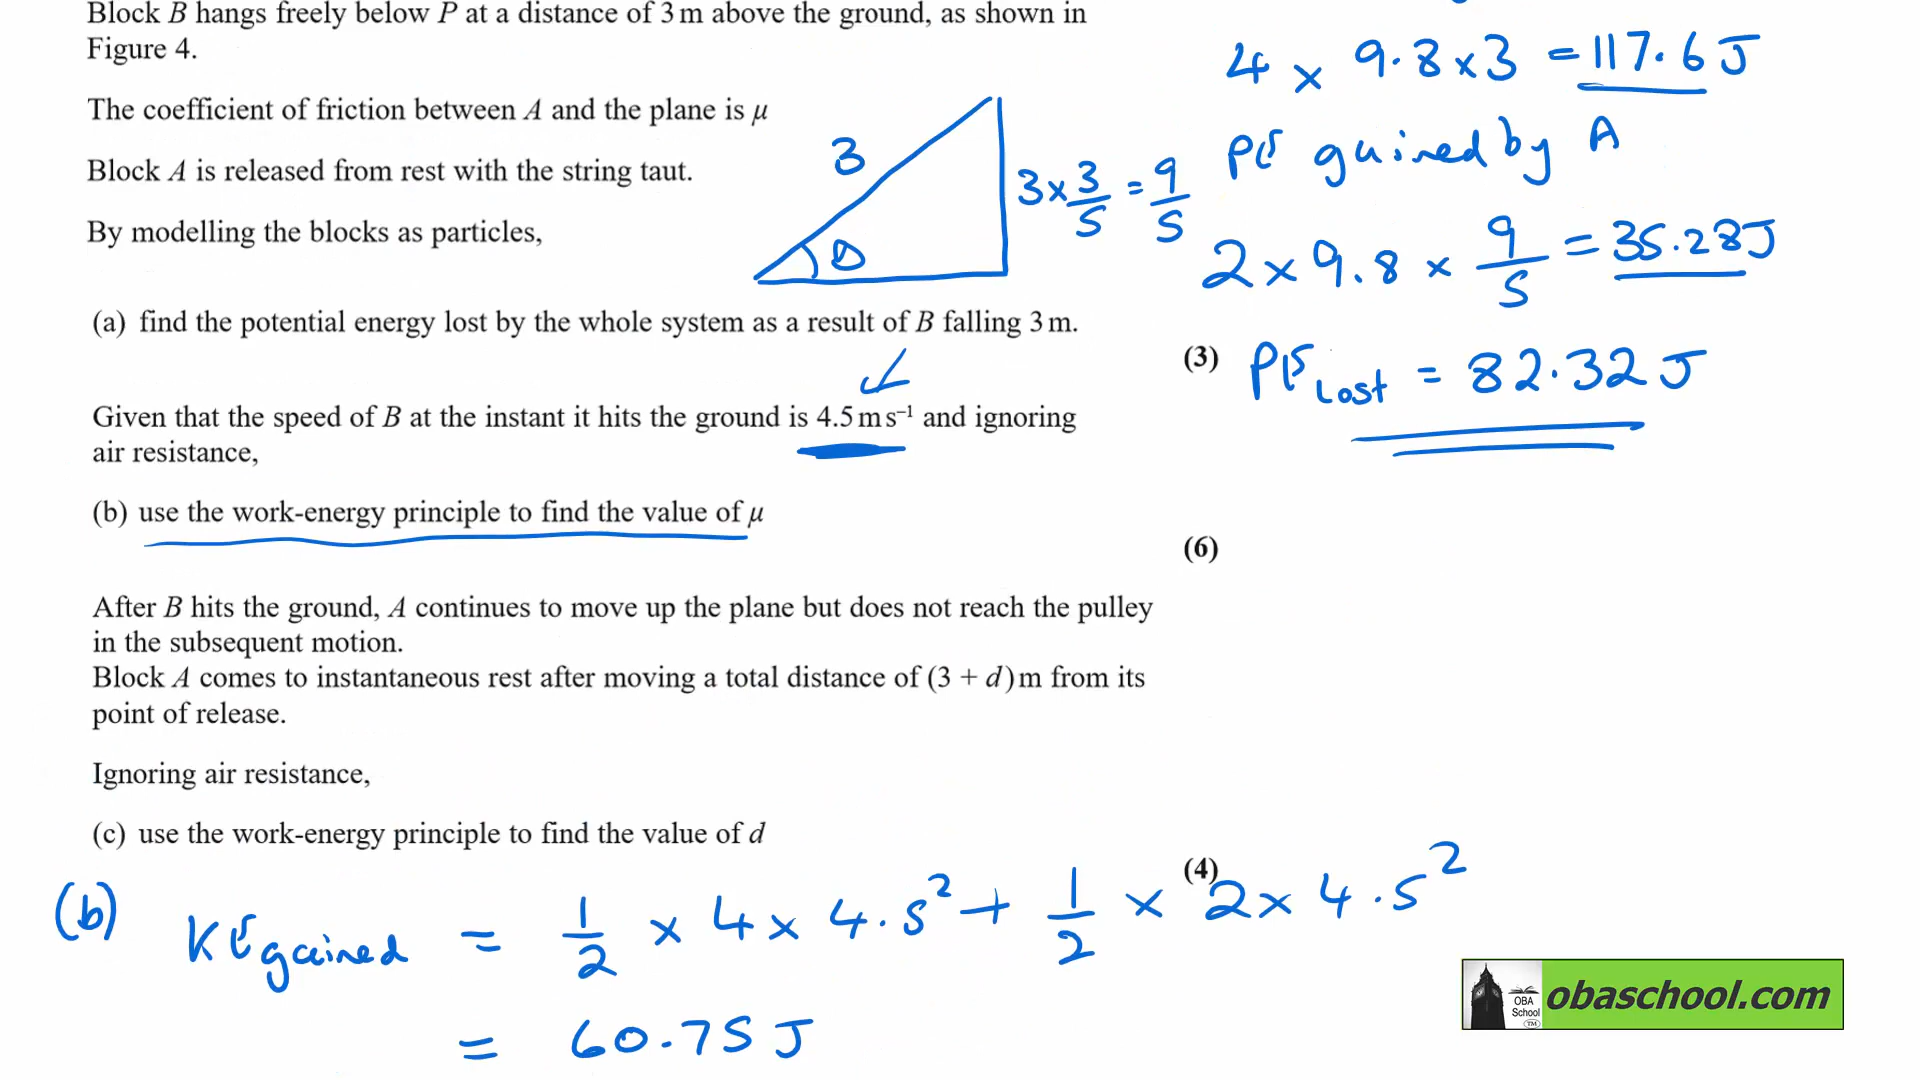 Block B hangs freely below P at a distance of 3 m above the ground, as shown in
Figure 4.
The coefficient of friction between A and the plane is μ
Block A is released from rest with the string taut.
By modelling the blocks as particles,
3
θ
3 × 3/5 = 9/5
(a) find the potential energy lost by the whole system as a result of B falling 3 m.
(3)
Given that the speed of B at the instant it hits the ground is 4.5 m s⁻¹ and ignoring
air resistance,
(b) use the work-energy principle to find the value of μ
(6)
After B hits the ground, A continues to move up the plane but does not reach the pulley
in the subsequent motion.
Block A comes to instantaneous rest after moving a total distance of (3 + d) m from its
point of release.
Ignoring air resistance,
(c) use the work-energy principle to find the value of d
(4)
4 × 9.8 × 3 = 117.6 J
PE gained by A
2 × 9.8 × 9/5 = 35.28 J
PE Lost = 82.32 J
(b) KE gained = 1/2 × 4 × 4.5² + 1/2 × 2 × 4.5²
= 60.75 J
OBA
School
TM
obaschool.com